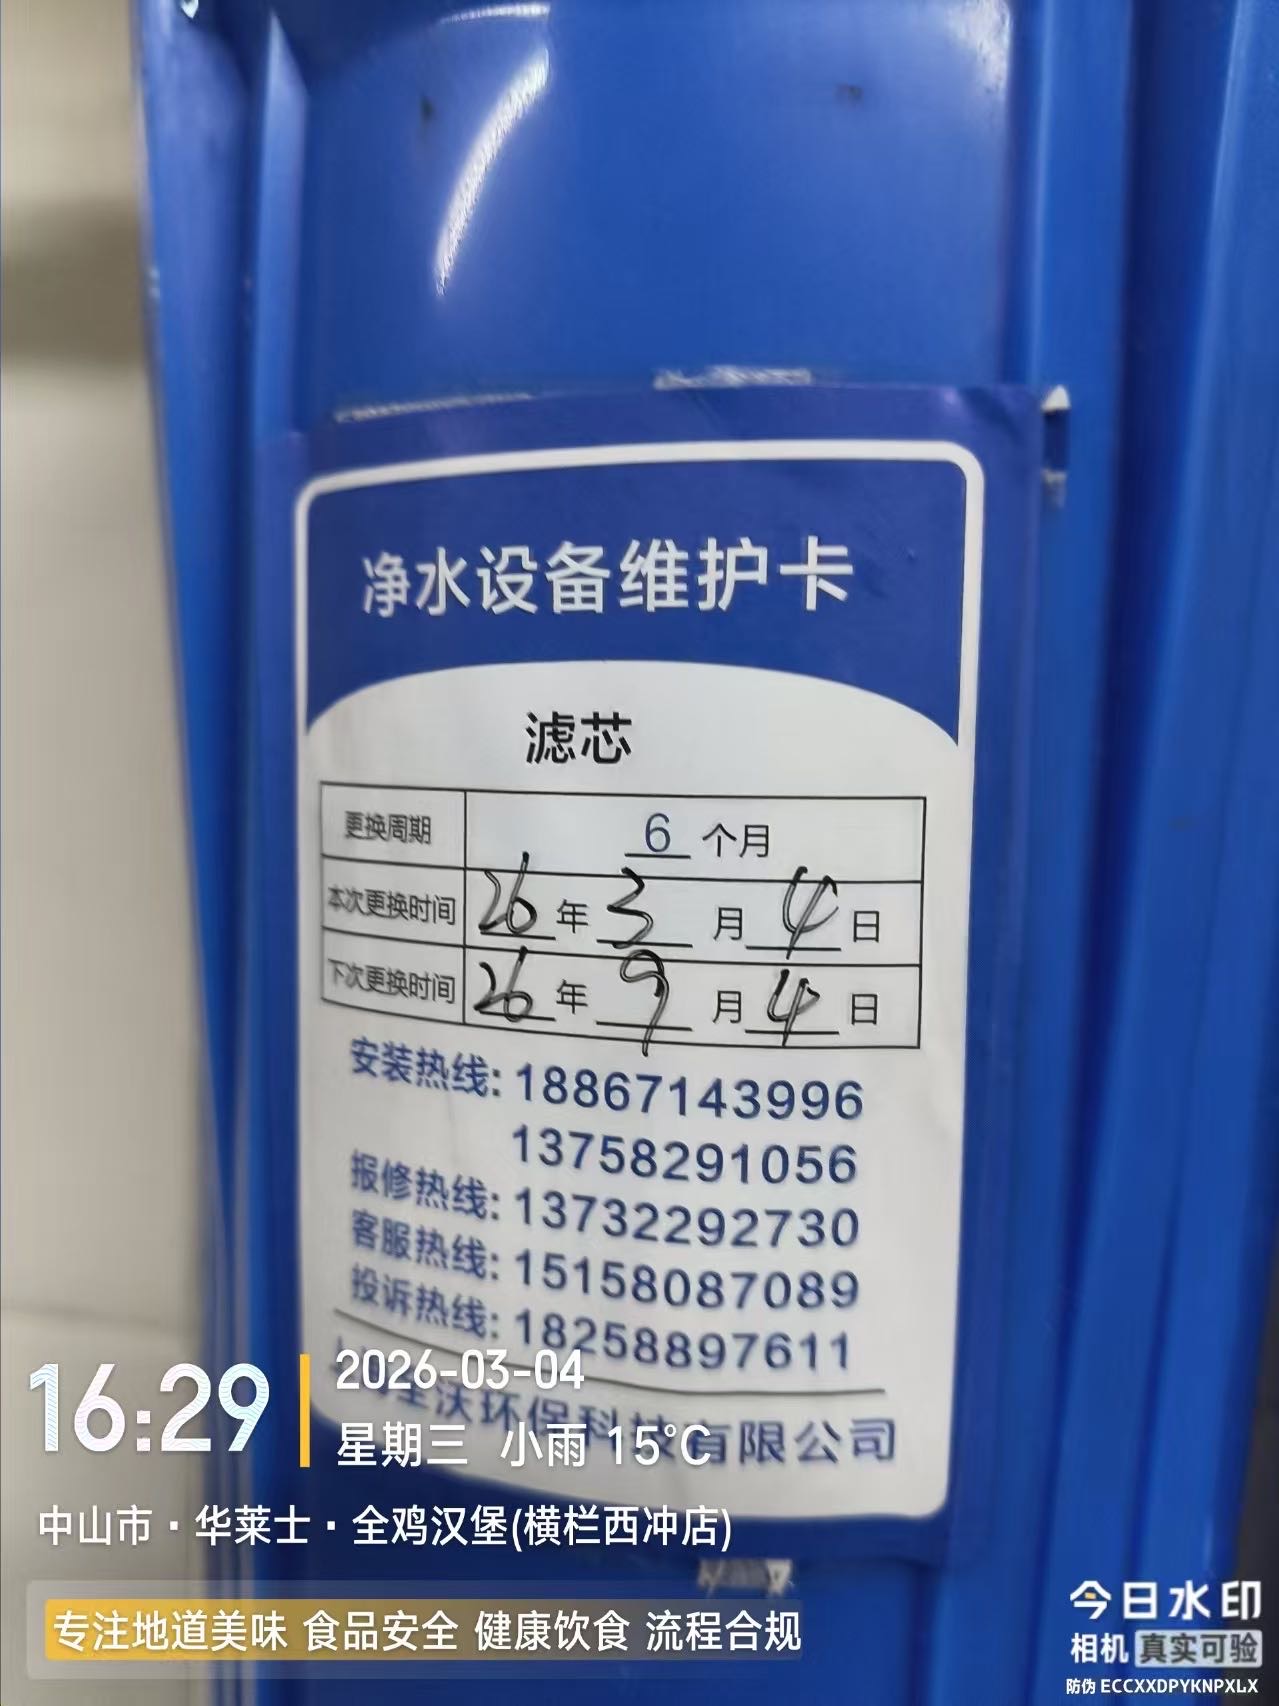 净水设备维护卡
滤芯
更换周期 6 个月
本次更换时间 26 年 3 月 4 日
下次更换时间 26 年 9 月 4 日
安装热线: 18867143996
13758291056
报修热线: 13732292730
客服热线: 15158087089
投诉热线: 18258897611
沃环保科技有限公司
16:29
2026-03-04
星期三 小雨 15°C
中山市·华莱士·全鸡汉堡(横栏西冲店)
专注地道美味 食品安全 健康饮食 流程合规
今日水印
相机 真实可验
防伪 ECCXXDPYKNPXLX